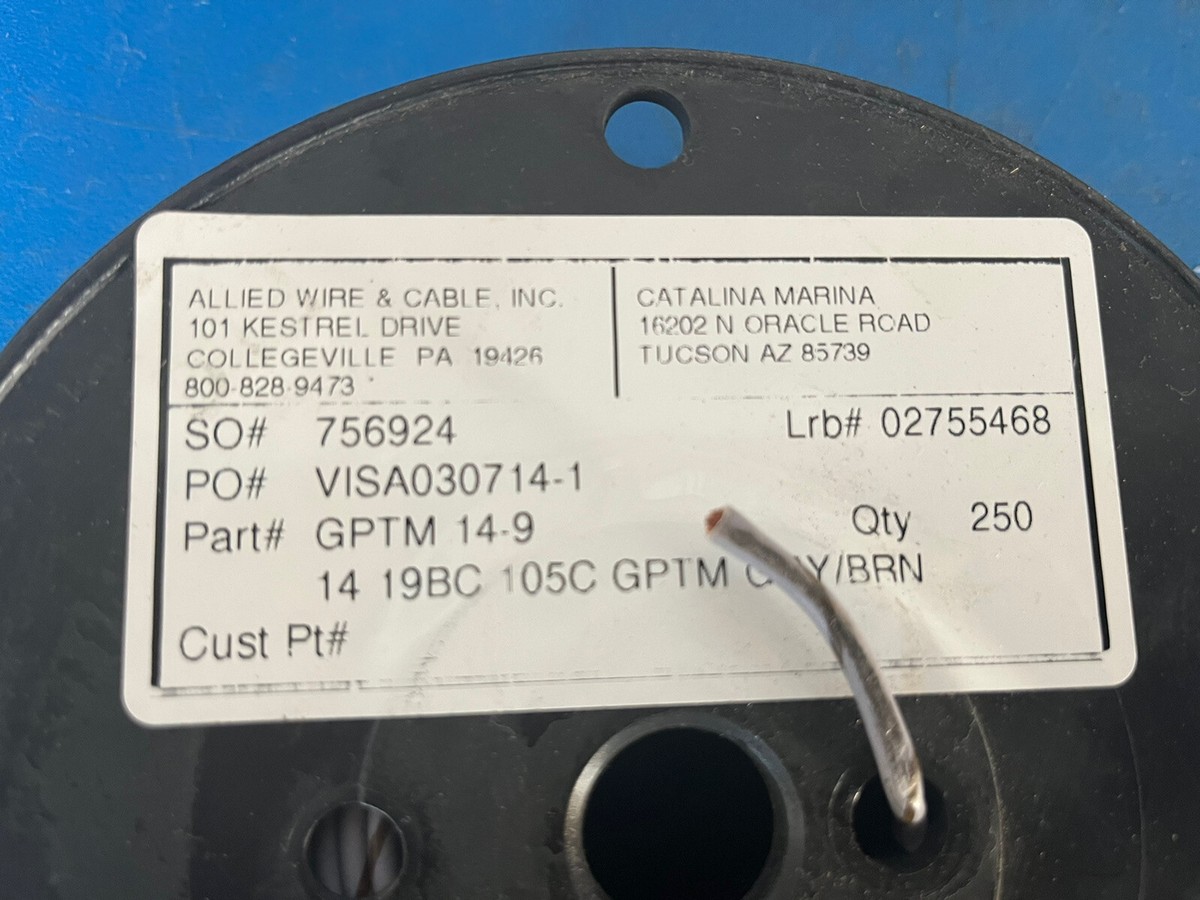 ALLIED WIRE & CABLE, INC.
101 KESTREL DRIVE
COLLEGEVILLE PA 19426
800-828-9473
CATALINA MARINA
16202 N ORACLE ROAD
TUCSON AZ 85739
SO# 756924
Lrb# 02755468
PO# VISA030714-1
Part# GPTM 14-9
Qty 250
14 19BC 105C GPTM
Cust Pt#